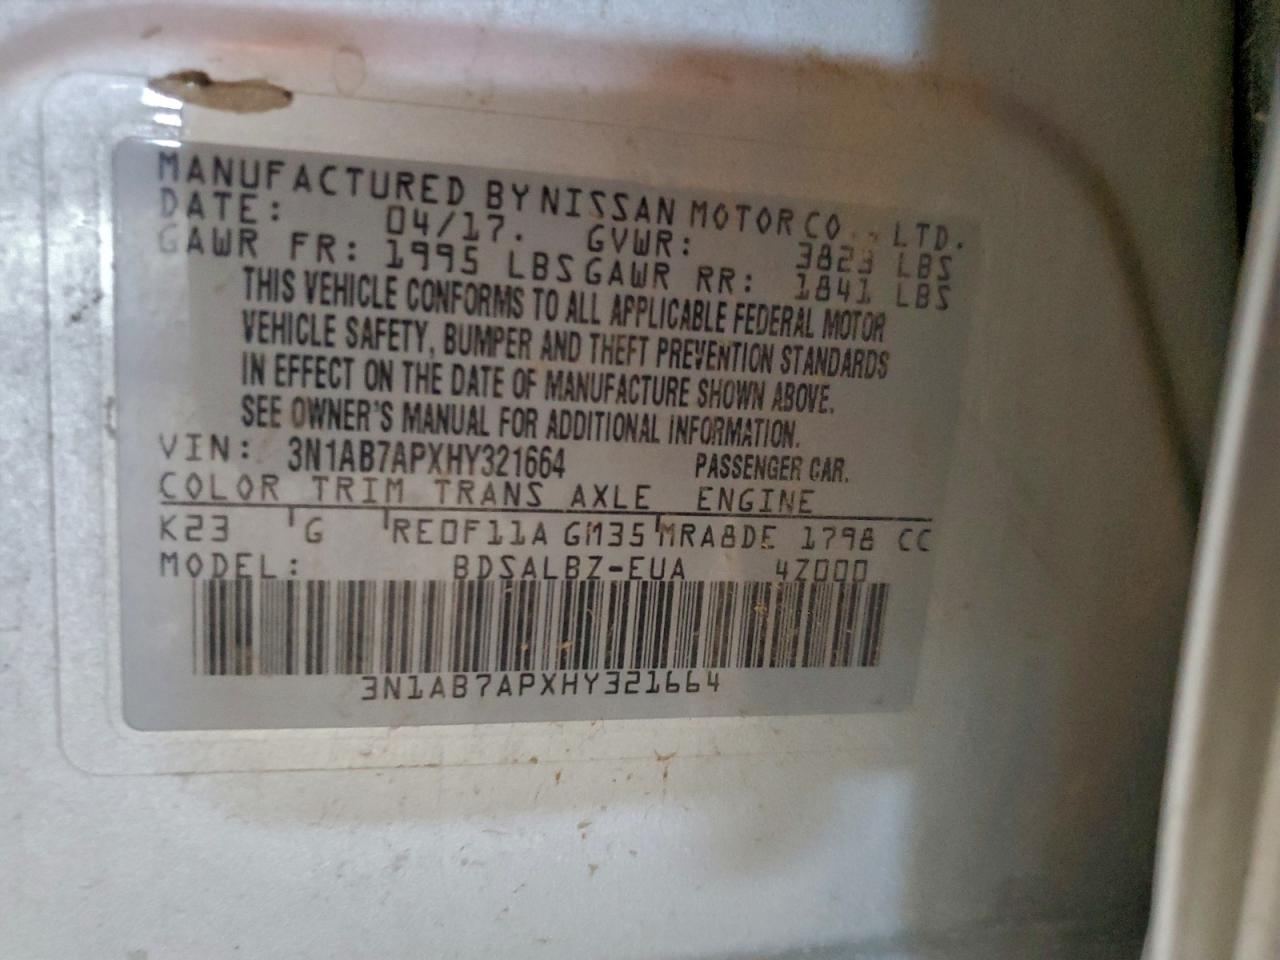 MANUFACTURED BY NISSAN MOTOR CO., LTD.
DATE: 04/17. GVWR: 3823 LBS
GAWR FR: 1995 LBS GAWR RR: 1841 LBS
THIS VEHICLE CONFORMS TO ALL APPLICABLE FEDERAL MOTOR
VEHICLE SAFETY, BUMPER AND THEFT PREVENTION STANDARDS
IN EFFECT ON THE DATE OF MANUFACTURE SHOWN ABOVE.
SEE OWNER'S MANUAL FOR ADDITIONAL INFORMATION.
VIN: 3N1AB7APXHY321664 PASSENGER CAR.
COLOR TRIM TRANS AXLE ENGINE
K23 G RE0F11A GM35 MRA8DE 1798 CC
MODEL: BDSALBZ-EUA 4Z000
3N1AB7APXHY321664